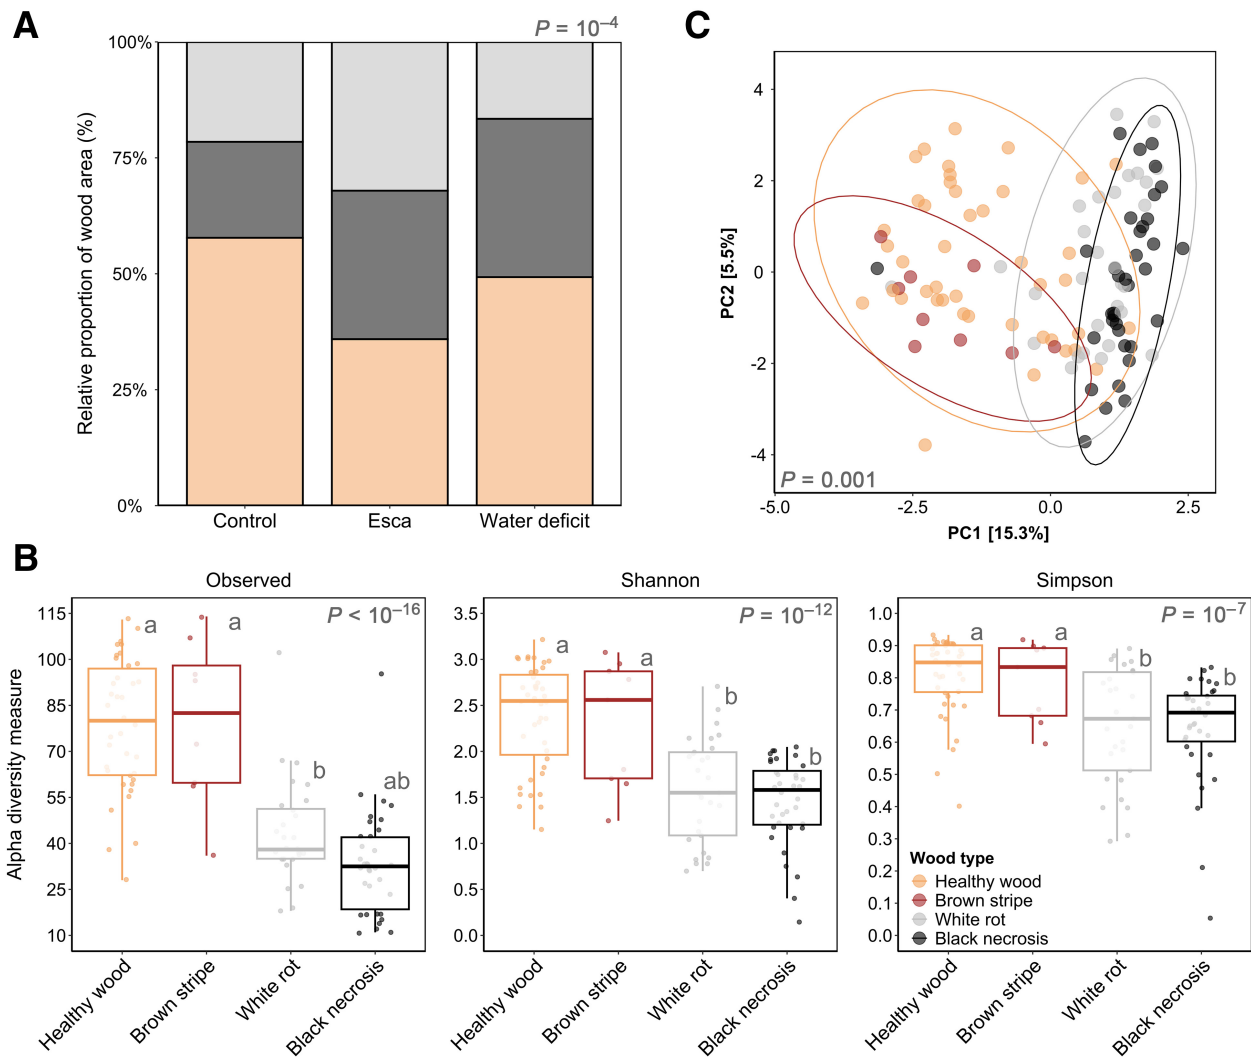 A
P = 10⁻⁴
Relative proportion of wood area (%)
100%
75%
50%
25%
0%
Control Esca Water deficit
C
PC2 [5.5%]
4
2
0
-2
-4
P = 0.001
-5.0 -2.5 0.0 2.5
PC1 [15.3%]
B
Alpha diversity measure
Observed
P < 10⁻¹⁶
115
100
85
70
55
40
25
10
a a b ab
Healthy wood
Brown stripe
White rot
Black necrosis
Shannon
P = 10⁻¹²
3.5
3.0
2.5
2.0
1.5
1.0
0.5
0.0
a a b b
Healthy wood
Brown stripe
White rot
Black necrosis
Simpson
P = 10⁻⁷
1.0
0.9
0.8
0.7
0.6
0.5
0.4
0.3
0.2
0.1
0.0
a a b b
Wood type
Healthy wood
Brown stripe
White rot
Black necrosis
Healthy wood
Brown stripe
White rot
Black necrosis